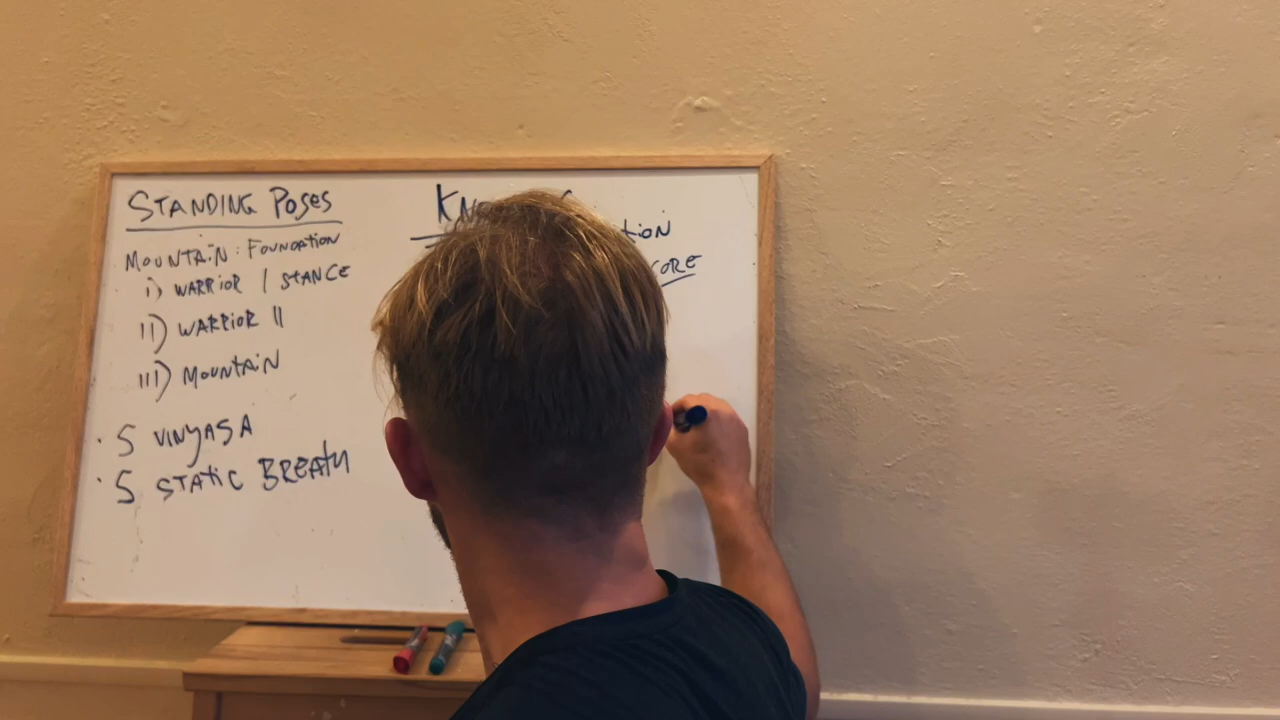 STANDING POSES
MOUNTAIN: FOUNDATION
i) WARRIOR | STANCE
ii) WARRIOR II
iii) MOUNTAIN
· 5 VINYASA
· 5 STATIC BREATH